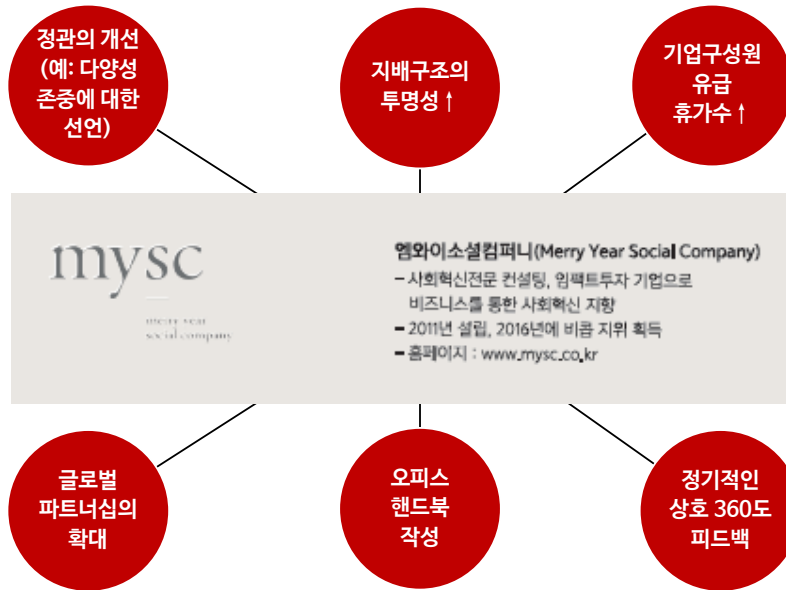 정관의 개선
(예: 다양성
존중에 대한
선언)
지배구조의
투명성↑
기업구성원
유급
휴가수↑
mysc
merry year
social company
엠와이소셜컴퍼니(Merry Year Social Company)
– 사회혁신전문 컨설팅, 임팩트투자 기업으로
비즈니스를 통한 사회혁신 지향
– 2011년 설립, 2016년에 비콥 지위 획득
– 홈페이지 : www.mysc.co.kr
글로벌
파트너십의
확대
오피스
핸드북
작성
정기적인
상호 360도
피드백